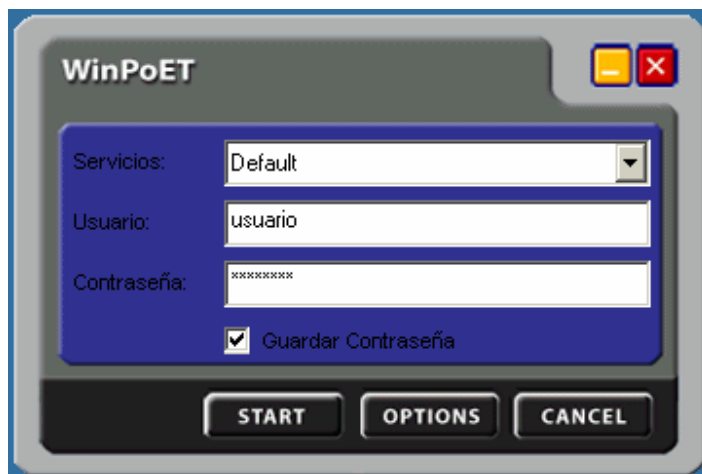 WinPoET
Servicios: Default
Usuario: usuario
Contraseña: ********
Guardar Contraseña
START OPTIONS CANCEL